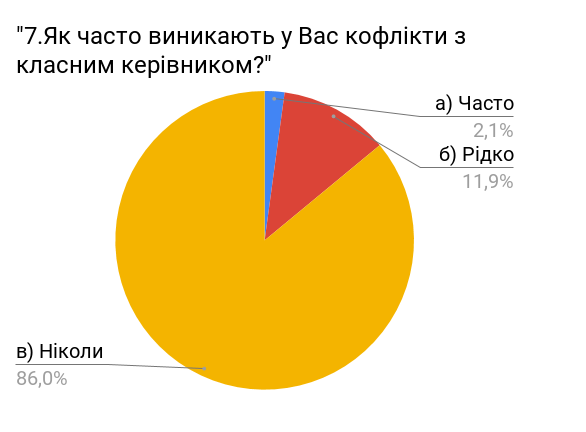 "7.Як часто виникають у Вас кофлікти з
класним керівником?"
а) Часто
2,1%
б) Рідко
11,9%
в) Ніколи
86,0%